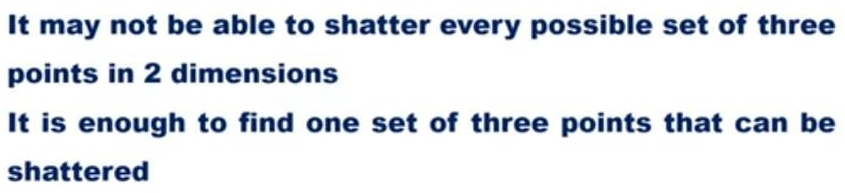 It may not be able to shatter every possible set of three
points in 2 dimensions
It is enough to find one set of three points that can be
shattered